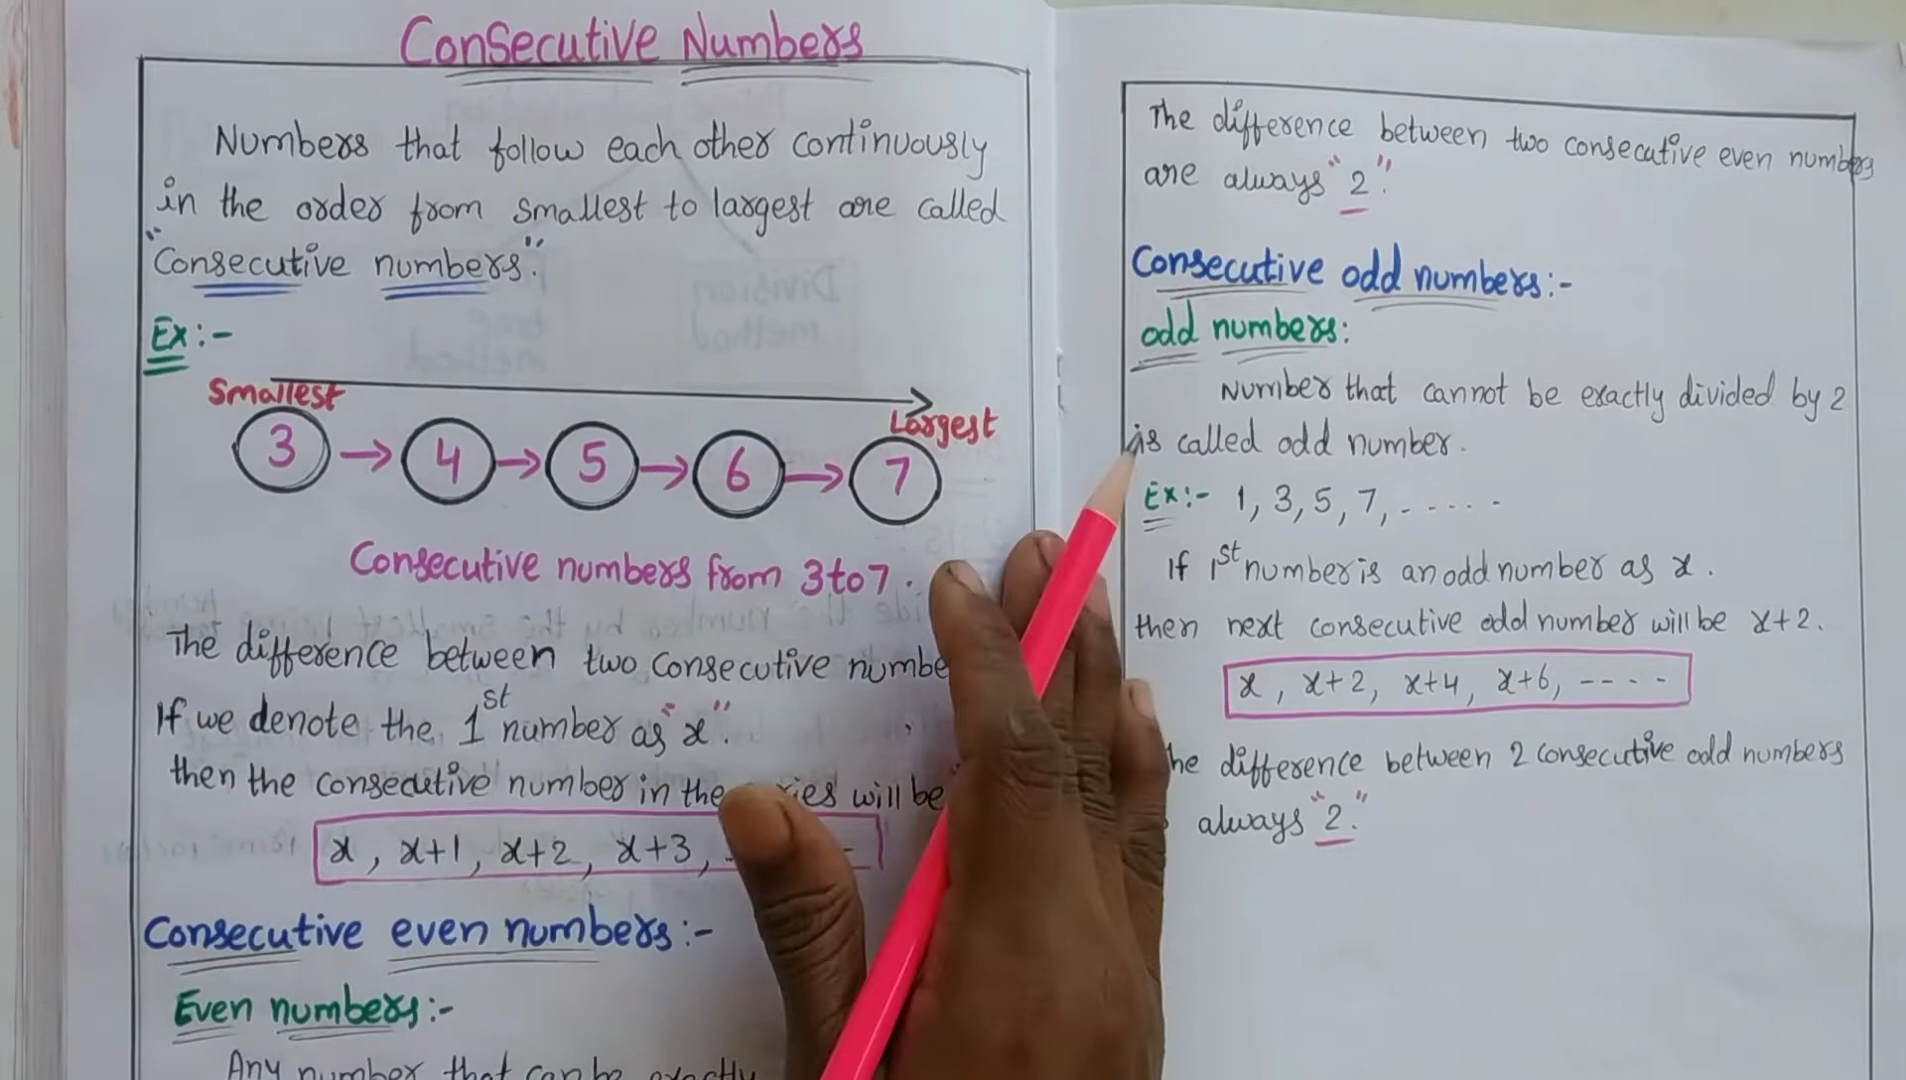 Consecutive Numbers
Numbers that follow each other continuously
in the order from smallest to largest are called
"Consecutive numbers".
Ex:-
Smallest
Largest
3 → 4 → 5 → 6 → 7
Consecutive numbers from 3 to 7.
The difference between two consecutive
If we denote the 1st number as "x".
then the consecutive number in the will be
x, x+1, x+2, x+3,
Consecutive even numbers:-
Even numbers:-
Any number that can be exactly
The difference between two consecutive even numbers
are always "2".
Consecutive odd numbers:-
odd numbers:
Number that cannot be exactly divided by 2
is called odd number.
Ex:- 1, 3, 5, 7, - - - - -
If 1st number is an odd number as x.
then next consecutive odd number will be x+2.
x, x+2, x+4, x+6, - - - -
difference between 2 consecutive odd numbers
always "2."